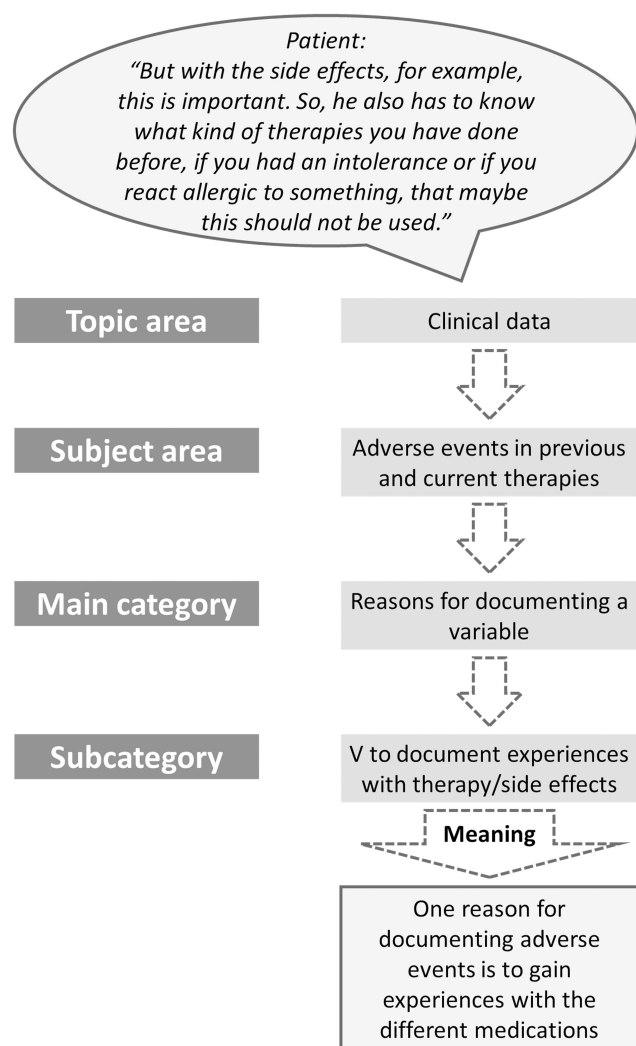 Patient:
“But with the side effects, for example,
this is important. So, he also has to know
what kind of therapies you have done
before, if you had an intolerance or if you
react allergic to something, that maybe
this should not be used.”
Topic area
Clinical data
Subject area
Adverse events in previous
and current therapies
Main category
Reasons for documenting a
variable
Subcategory
V to document experiences
with therapy/side effects
Meaning
One reason for
documenting adverse
events is to gain
experiences with the
different medications